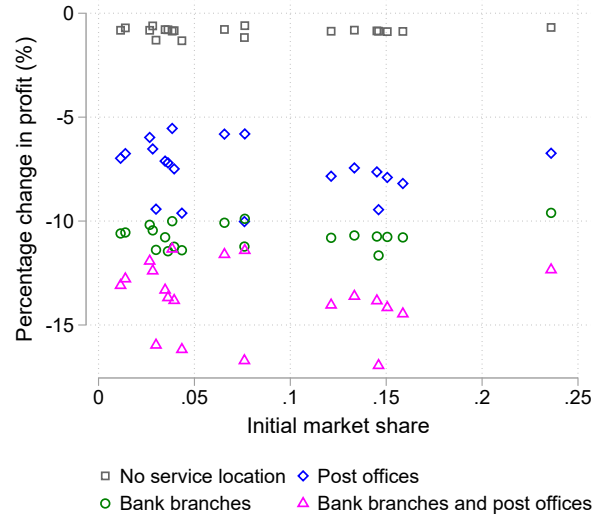 Percentage change in profit (%)
0
-5
-10
-15
0 .05 .1 .15 .2 .25
Initial market share
No service location Post offices
Bank branches Bank branches and post offices